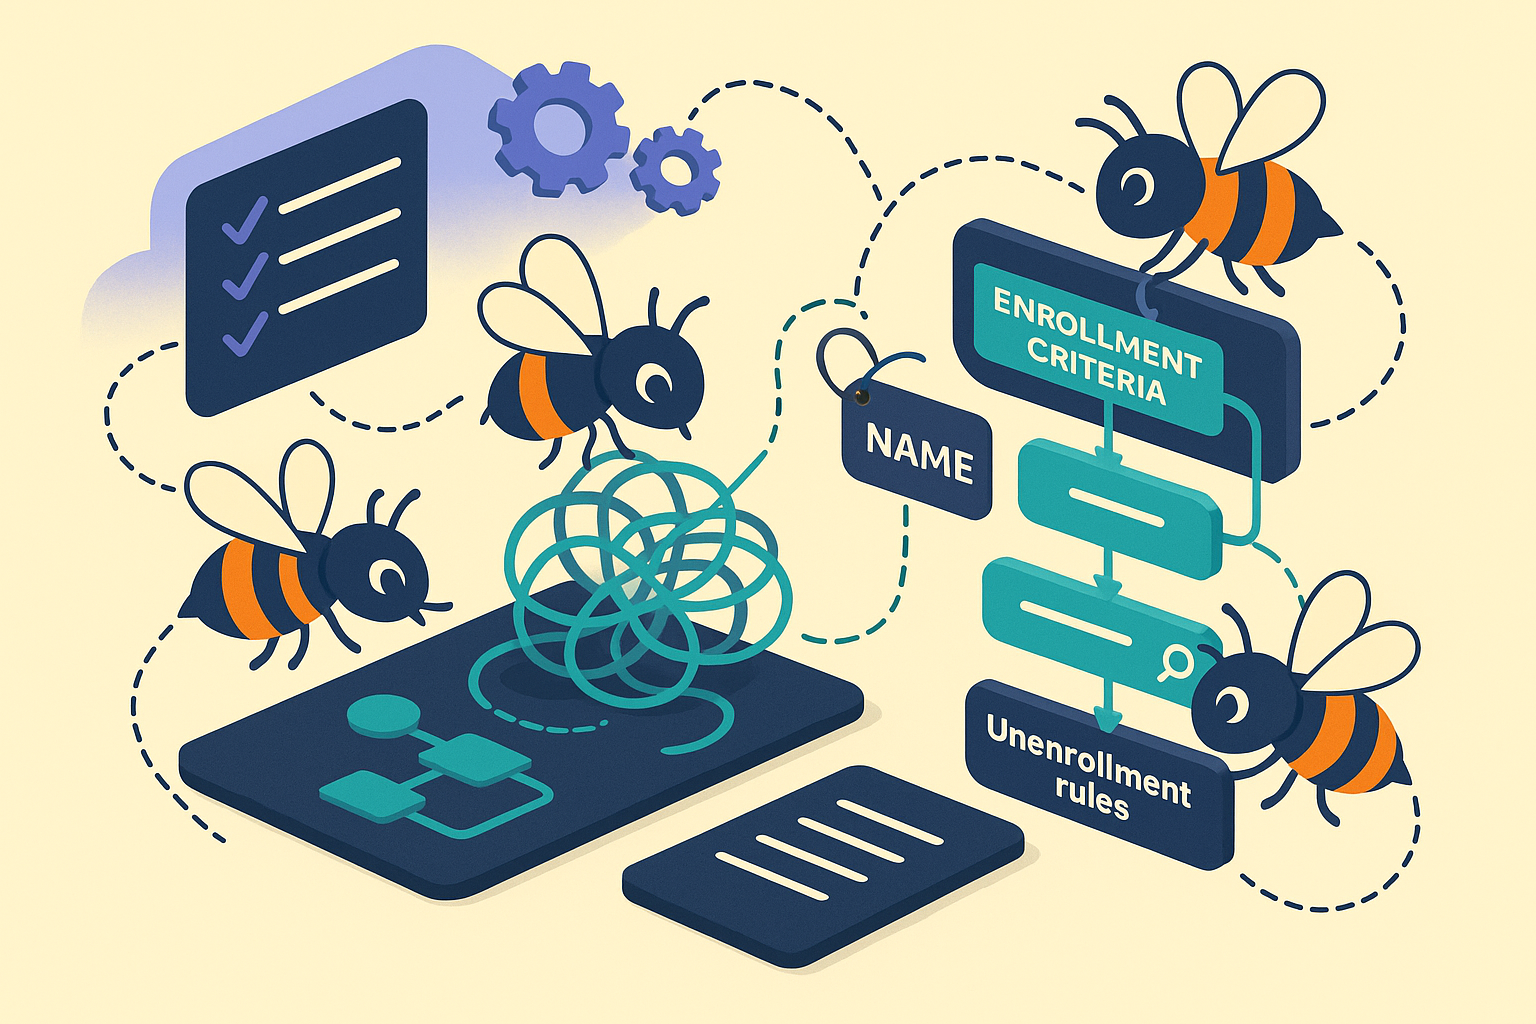 ENROLLMENT
CRITERIA
NAME
Unenrollment
rules